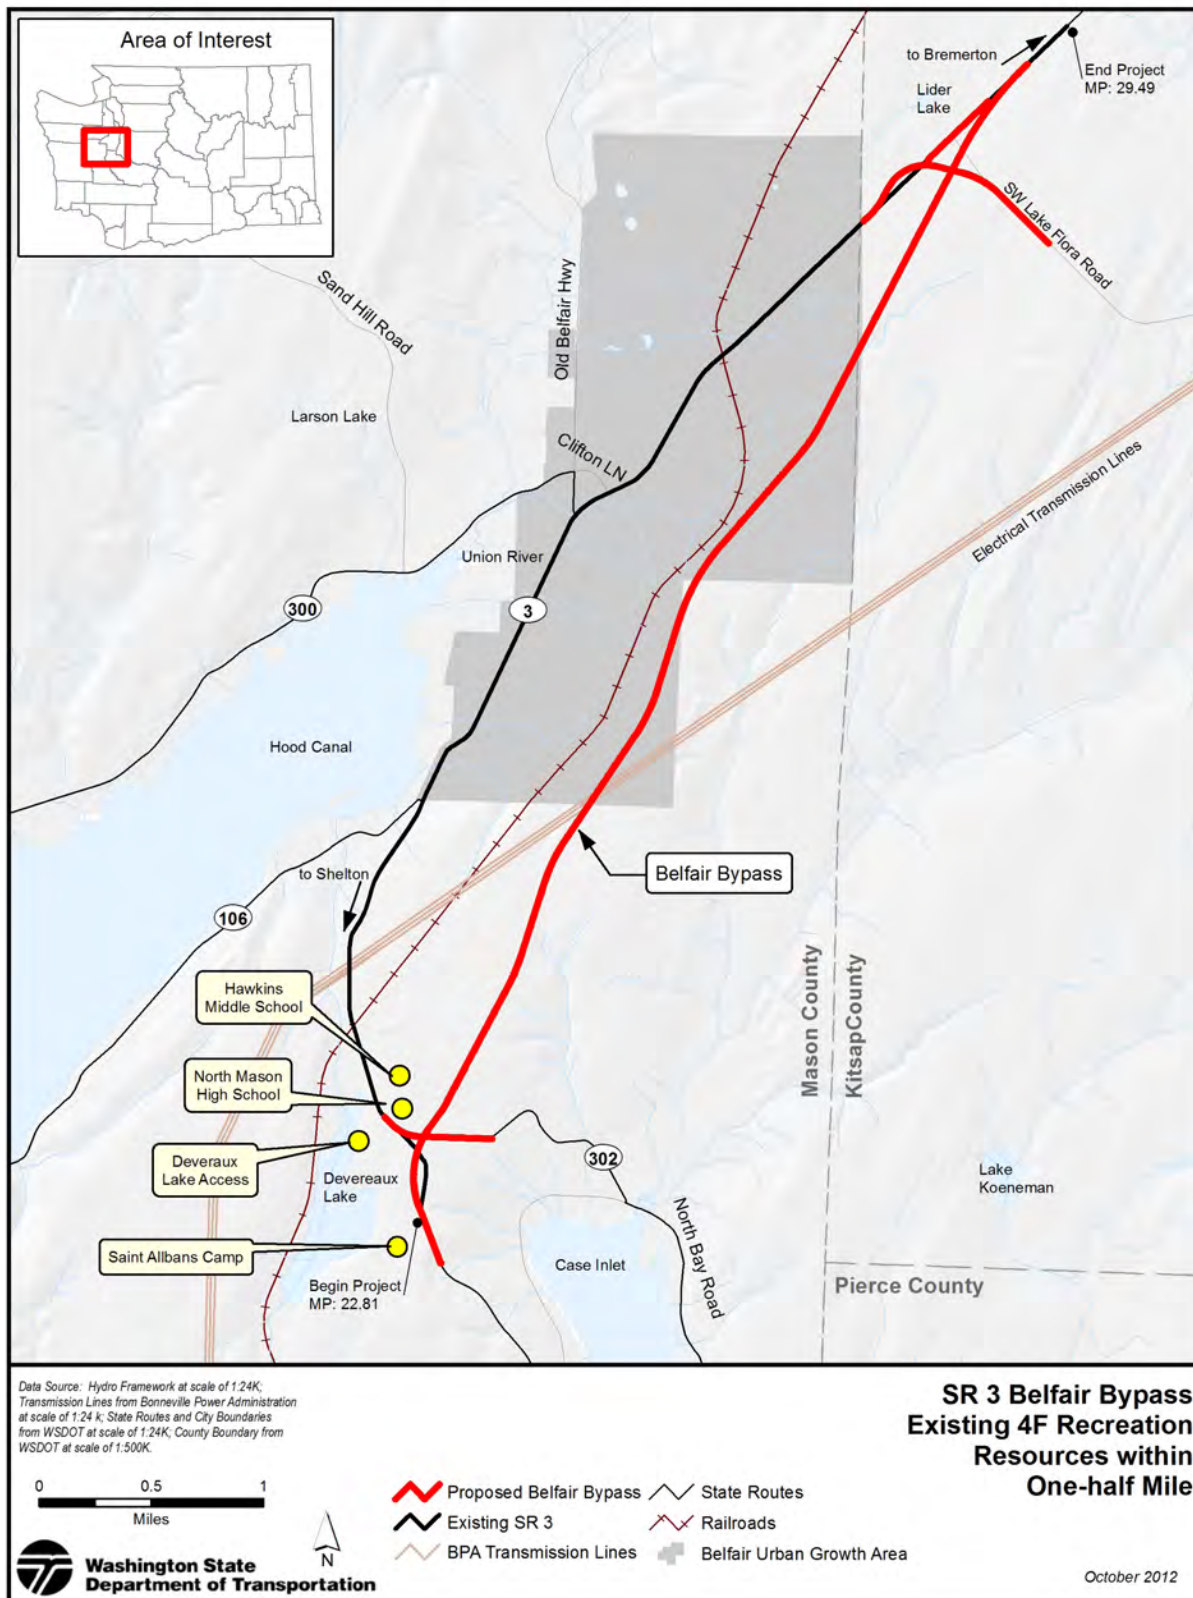 Area of Interest
to Bremerton
End Project
MP: 29.49
Lider
Lake
SW Lake Flora Road
Old Belfair Hwy
Sand Hill Road
Larson Lake
Clifton LN
Electrical Transmission Lines
Union River
300
3
Hood Canal
to Shelton
Belfair Bypass
106
Mason County
KitsapCounty
Hawkins
Middle School
North Mason
High School
Deveraux
Lake Access
Devereaux
Lake
302
Lake
Koeneman
North Bay Road
Saint Allbans Camp
Case Inlet
Begin Project
MP: 22.81
Pierce County
Data Source: Hydro Framework at scale of 1:24K;
Transmission Lines from Bonneville Power Administration
at scale of 1:24 k; State Routes and City Boundaries
from WSDOT at scale of 1:24K; County Boundary from
WSDOT at scale of 1:500K.
SR 3 Belfair Bypass
Existing 4F Recreation
Resources within
One-half Mile
0 0.5 1
Miles
N
Proposed Belfair Bypass
State Routes
Existing SR 3
Railroads
BPA Transmission Lines
Belfair Urban Growth Area
Washington State
Department of Transportation
October 2012